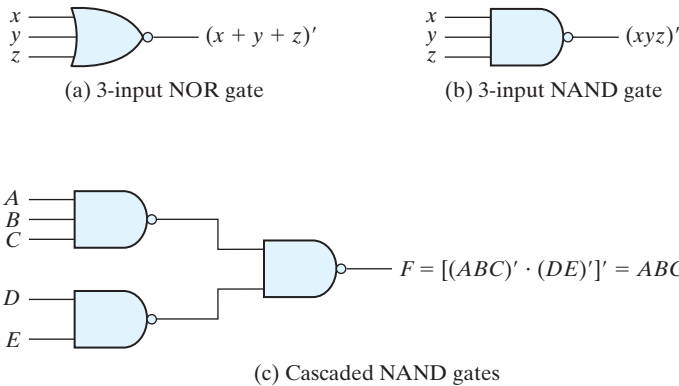 x
y
z
(x + y + z)′
(a) 3-input NOR gate
x
y
z
(xyz)′
(b) 3-input NAND gate
A
B
C
D
E
F = [(ABC)′ · (DE)′]′ = ABC
(c) Cascaded NAND gates